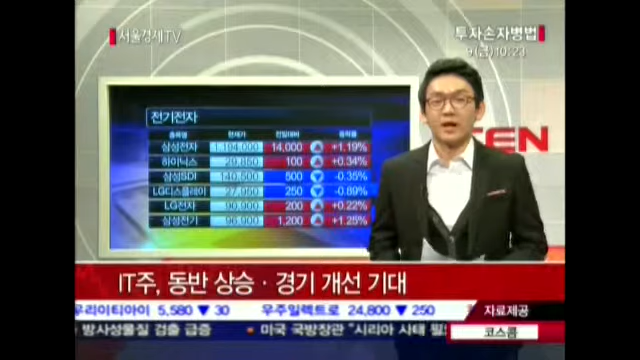 서울경제TV
투자손자병법
9(금)10:23
EN
전기전자
종목명 현재가 전일대비 등락률
삼성전자 1,194,000 14,000 ▲ +1.19%
하이닉스 29,850 100 ▲ +0.34%
삼성SDI 140,500 500 ▼ -0.35%
LG디스플레이 27,950 250 ▼ -0.89%
LG전자 90,900 200 ▲ +0.22%
삼성전기 96,900 1,200 ▲ +1.25%
IT주, 동반 상승·경기 개선 기대
우리이티아이 5,580 ▼ 30 우주일렉트로 24,800 ▼ 250
자료제공
방사성물질 검출 급증 미국 국방장관 "시리아 사태
코스콤